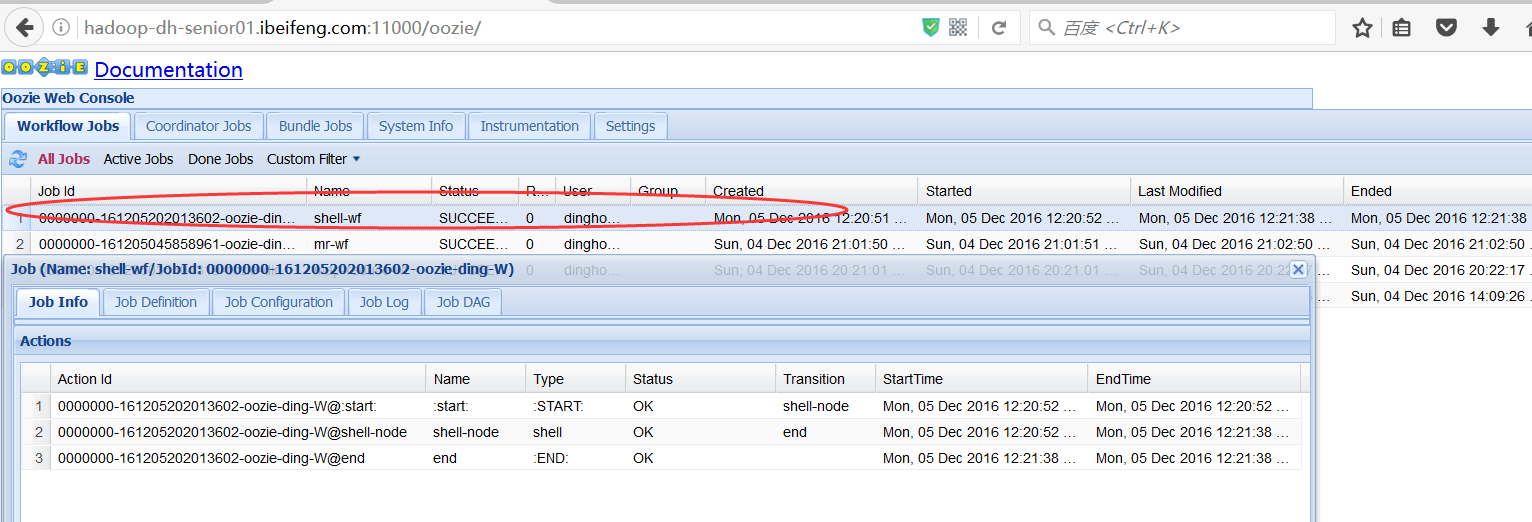 hadoop-dh-senior01.ibeifeng.com:11000/oozie/ 百度 <Ctrl+K>
OOZIE Documentation
Oozie Web Console
Workflow Jobs Coordinator Jobs Bundle Jobs System Info Instrumentation Settings
All Jobs Active Jobs Done Jobs Custom Filter
Job Id Name Status R... User Group Created Started Last Modified Ended
1 0000000-161205202013602-oozie-din... shell-wf SUCCEE... 0 dingho... Mon, 05 Dec 2016 12:20:51 ... Mon, 05 Dec 2016 12:20:52 ... Mon, 05 Dec 2016 12:21:38 ... Mon, 05 Dec 2016 12:21:38
2 0000000-161205045858961-oozie-din... mr-wf SUCCEE... 0 dingho... Sun, 04 Dec 2016 21:01:50 ... Sun, 04 Dec 2016 21:01:51 ... Sun, 04 Dec 2016 21:02:50 ... Sun, 04 Dec 2016 21:02:50 .
dingho... Sun, 04 Dec 2016 20:21:01 Sun, 04 Dec 2016 20:21:01 Sun, 04 Dec 2016 20:22:17 ... Sun, 04 Dec 2016 20:22:17 .
Job (Name: shell-wf/JobId: 0000000-161205202013602-oozie-ding-W)
... Sun, 04 Dec 2016 14:09:26 .
Job Info Job Definition Job Configuration Job Log Job DAG
Actions
Action Id Name Type Status Transition StartTime EndTime
1 0000000-161205202013602-oozie-ding-W@:start: :start: :START: OK shell-node Mon, 05 Dec 2016 12:20:52 ... Mon, 05 Dec 2016 12:20:52 ...
2 0000000-161205202013602-oozie-ding-W@shell-node shell-node shell OK end Mon, 05 Dec 2016 12:20:52 ... Mon, 05 Dec 2016 12:21:38 ...
3 0000000-161205202013602-oozie-ding-W@end end :END: OK Mon, 05 Dec 2016 12:21:38 ... Mon, 05 Dec 2016 12:21:38 ...